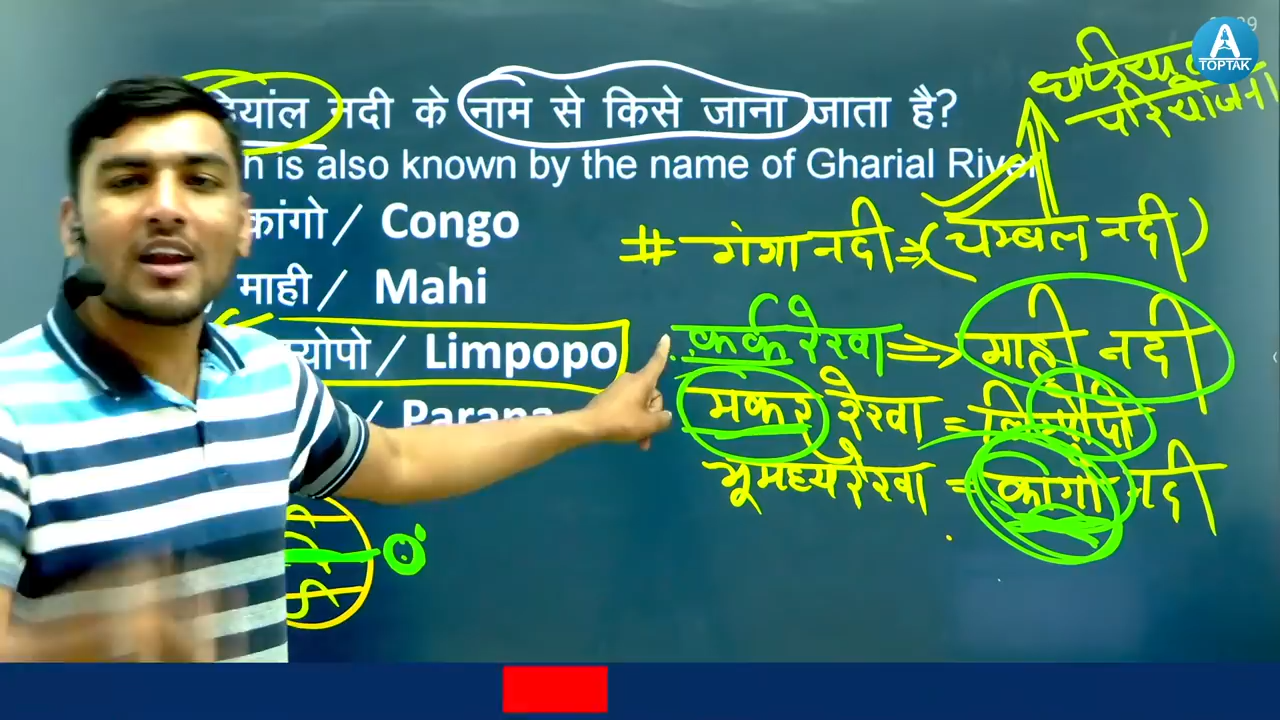 A
TOPTAK
परियोजना
नदी के नाम से किसे जाना जाता है?
is also known by the name of Gharial River
कांगो / Congo
# गंगा नदी ⇒ (चम्बल नदी)
माही / Mahi
कर्क रेखा ⇒ माही नदी
/ Limpopo
मकर रेखा =
/ Parana
भूमध्य रेखा = कांगो नदी
0°